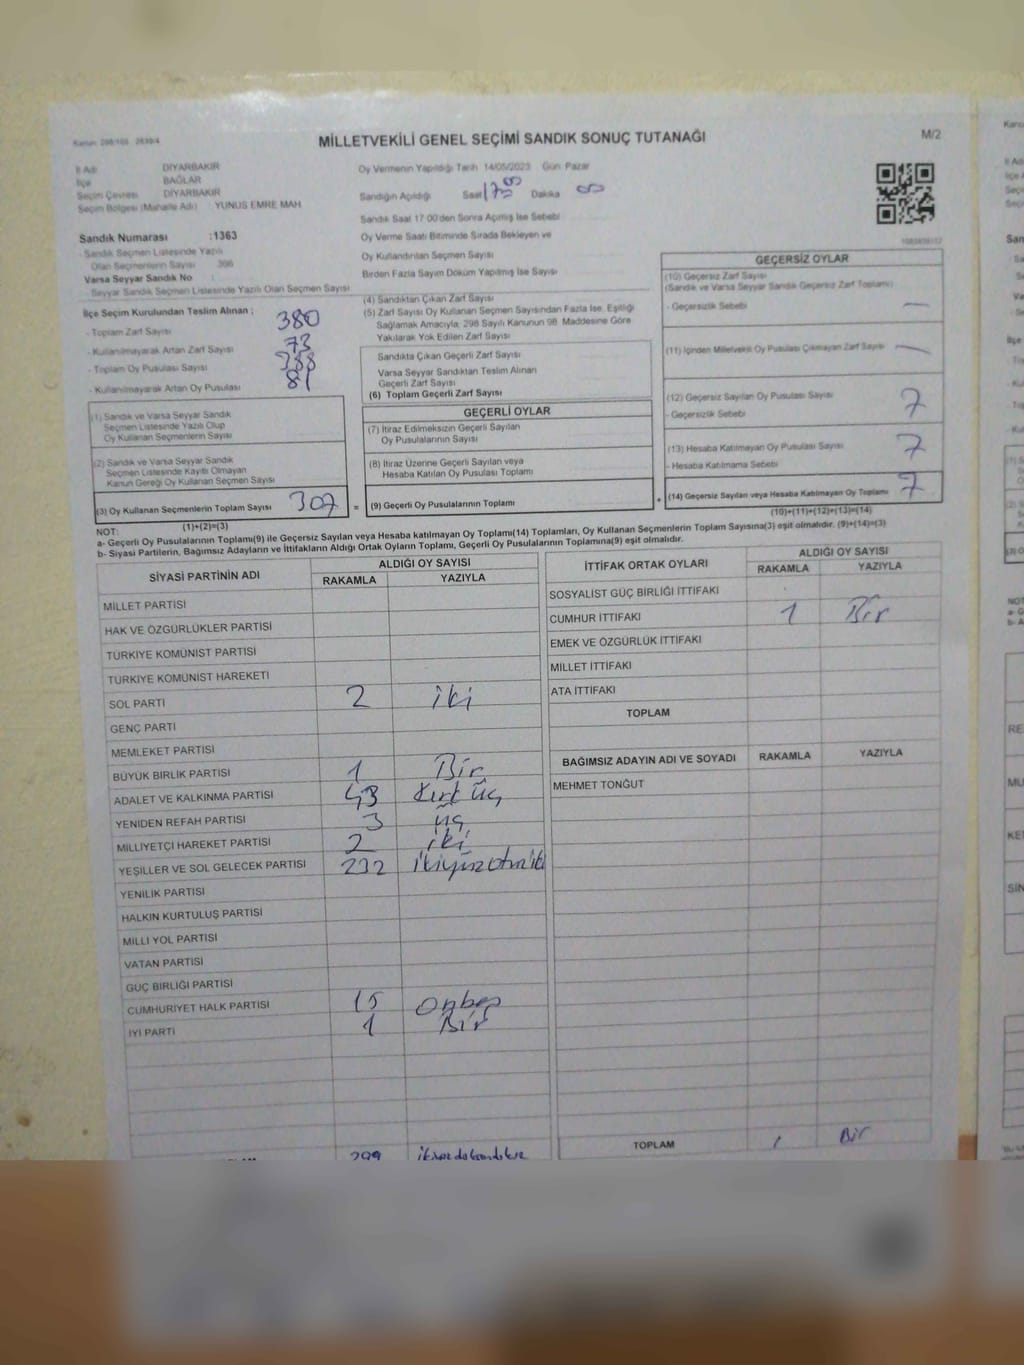 MİLLETVEKİLİ GENEL SEÇİMİ SANDIK SONUÇ TUTANAĞI
M/2
İl Adı DİYARBAKIR
İlçe BAĞLAR
Seçim Çevresi DİYARBAKIR
Seçim Bölgesi (Mahalle Adı) YUNUS EMRE MAH
Sandık Numarası :1363
Sandık Seçmen Listesinde Yazılı
Olan Seçmenlerin Sayısı
Varsa Seyyar Sandık No :
Seyyar Sandık Seçmen Listesinde Yazılı Olan Seçmen Sayısı
Oy Vermenin Yapıldığı Tarih 14/05/2023 Gün Pazar
Sandığın Açıldığı Saat 17 00 Dakika 00
Sandık Saat 17 00'den Sonra Açılmış İse Sebebi
Oy Verme Saati Bitiminde Sırada Bekleyen ve
Oy Kullandırılan Seçmen Sayısı
Birden Fazla Sayım Döküm Yapılmış İse Sayısı
İlçe Seçim Kurulundan Teslim Alınan ;
- Toplam Zarf Sayısı 380
- Kullanılmayarak Artan Zarf Sayısı 73
- Toplam Oy Pusulası Sayısı
- Kullanılmayarak Artan Oy Pusulası 81
(1) Sandık ve Varsa Seyyar Sandık
Seçmen Listesinde Yazılı Olup
Oy Kullanan Seçmenlerin Sayısı
(2) Sandık ve Varsa Seyyar Sandık
Seçmen Listesinde Kayıtlı Olmayan
Kanun Gereği Oy Kullanan Seçmen Sayısı
(3) Oy Kullanan Seçmenlerin Toplam Sayısı 307 =
(1)+(2)=(3)
(4) Sandıktan Çıkan Zarf Sayısı
(5) Zarf Sayısı Oy Kullanan Seçmen Sayısından Fazla İse, Eşitliği
Sağlamak Amacıyla, 298 Sayılı Kanunun 98. Maddesine Göre
Yakılarak Yok Edilen Zarf Sayısı
Sandıkta Çıkan Geçerli Zarf Sayısı
Varsa Seyyar Sandıktan Teslim Alınan
Geçerli Zarf Sayısı
(6) Toplam Geçerli Zarf Sayısı
GEÇERLİ OYLAR
(7) İtiraz Edilmeksizin Geçerli Sayılan
Oy Pusulalarının Sayısı
(8) İtiraz Üzerine Geçerli Sayılan veya
Hesaba Katılan Oy Pusulası Toplamı
(9) Geçerli Oy Pusulalarının Toplamı +
GEÇERSİZ OYLAR
(10) Geçersiz Zarf Sayısı
(Sandık ve Varsa Seyyar Sandık Geçersiz Zarf Toplamı)
- Geçersizlik Sebebi —
(11) İçinden Milletvekili Oy Pusulası Çıkmayan Zarf Sayısı —
(12) Geçersiz Sayılan Oy Pusulası Sayısı 7
- Geçersizlik Sebebi
(13) Hesaba Katılmayan Oy Pusulası Sayısı 7
- Hesaba Katılmama Sebebi
(14) Geçersiz Sayılan veya Hesaba Katılmayan Oy Toplamı 7
(10)+(11)+(12)+(13)=(14)
NOT:
a- Geçerli Oy Pusulalarının Toplamı(9) ile Geçersiz Sayılan veya Hesaba katılmayan Oy Toplamı(14) Toplamları, Oy Kullanan Seçmenlerin Toplam Sayısına(3) eşit olmalıdır. (9)+(14)=(3)
b- Siyasi Partilerin, Bağımsız Adayların ve İttifakların Aldığı Ortak Oyların Toplamı, Geçerli Oy Pusulalarının Toplamına(9) eşit olmalıdır.
SİYASİ PARTİNİN ADI ALDIĞI OY SAYISI
RAKAMLA YAZIYLA
MİLLET PARTİSİ
HAK VE ÖZGÜRLÜKLER PARTİSİ
TÜRKİYE KOMÜNİST PARTİSİ
TÜRKİYE KOMÜNİST HAREKETİ
SOL PARTİ 2 iki
GENÇ PARTİ
MEMLEKET PARTİSİ
BÜYÜK BİRLİK PARTİSİ 1 Bir
ADALET VE KALKINMA PARTİSİ 43 Kırk üç
YENİDEN REFAH PARTİSİ 3 üç
MİLLİYETÇİ HAREKET PARTİSİ 2 iki
YEŞİLLER VE SOL GELECEK PARTİSİ 232 ikiyüzotuziki
YENİLİK PARTİSİ
HALKIN KURTULUŞ PARTİSİ
MİLLİ YOL PARTİSİ
VATAN PARTİSİ
GÜÇ BİRLİĞİ PARTİSİ
CUMHURİYET HALK PARTİSİ 15 onbeş
İYİ PARTİ 1 Bir
299
İTTİFAK ORTAK OYLARI ALDIĞI OY SAYISI
RAKAMLA YAZIYLA
SOSYALİST GÜÇ BİRLİĞİ İTTİFAKI
CUMHUR İTTİFAKI 1 Bir
EMEK VE ÖZGÜRLÜK İTTİFAKI
MİLLET İTTİFAKI
ATA İTTİFAKI
TOPLAM
BAĞIMSIZ ADAYIN ADI VE SOYADI RAKAMLA YAZIYLA
MEHMET TONĞUT
TOPLAM 1 Bir